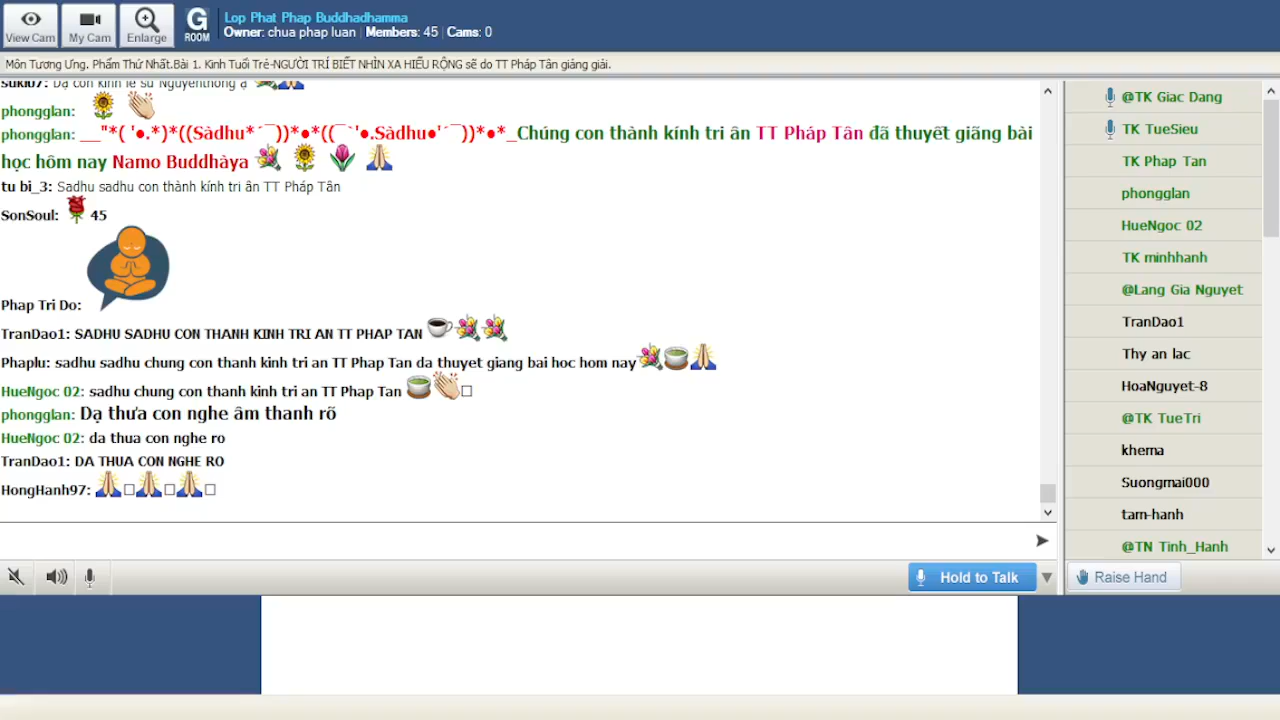 View Cam
My Cam
Enlarge
G
ROOM
Lop Phat Phap Buddhadhamma
Owner: chua phap luan | Members: 45 | Cams: 0
Môn Tương Ưng. Phẩm Thứ Nhất.Bài 1. Kinh Tuổi Trẻ-NGƯỜI TRÍ BIẾT NHÌN XA HIỂU RỘNG sẽ do TT Pháp Tân giảng giải.
suki07: Dạ con kính lễ sư Nguyenthong ạ
phongglan:
phongglan: __"*( '●.*)*((Sàdhu*´¯))*●*((¯`'●.Sàdhu●'´¯))*●*_Chúng con thành kính tri ân TT Pháp Tân đã thuyết giãng bài
học hôm nay Namo Buddhàya
tu bi_3: Sadhu sadhu con thành kính tri ân TT Pháp Tân
SonSoul: 45
Phap Tri Do:
TranDao1: SADHU SADHU CON THANH KINH TRI AN TT PHAP TAN
Phaplu: sadhu sadhu chung con thanh kinh tri an TT Phap Tan da thuyet giang bai hoc hom nay
HueNgoc 02: sadhu chung con thanh kinh tri an TT Phap Tan
phongglan: Dạ thưa con nghe âm thanh rõ
HueNgoc 02: da thua con nghe ro
TranDao1: DA THUA CON NGHE RO
HongHanh97:
@TK Giac Dang
TK TueSieu
TK Phap Tan
phongglan
HueNgoc 02
TK minhhanh
@Lang Gia Nguyet
TranDao1
Thy an lac
HoaNguyet-8
@TK TueTri
khema
Suongmai000
tam-hanh
@TN Tinh_Hanh
Hold to Talk
Raise Hand